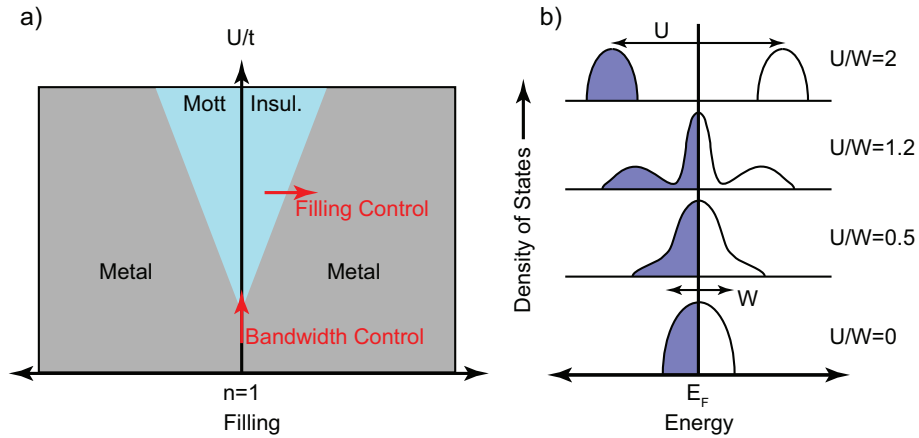 a)
U/t
Mott Insul.
Filling Control
Metal
Metal
Bandwidth Control
n=1
Filling
b)
U
U/W=2
U/W=1.2
Density of States
U/W=0.5
W
U/W=0
E_F
Energy